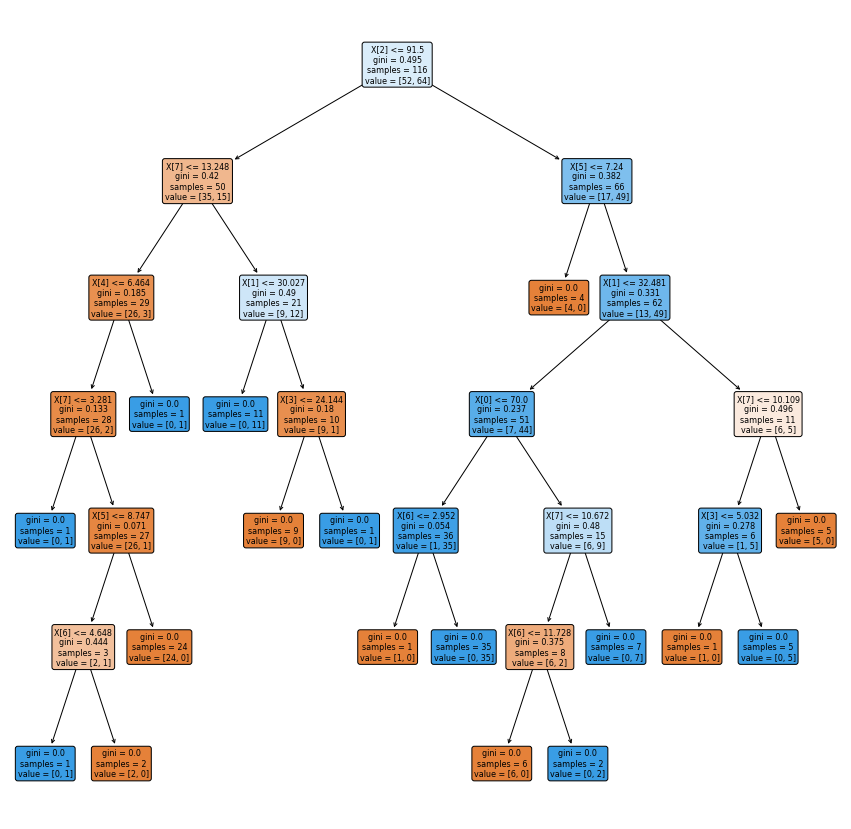 X[2] <= 91.5
gini = 0.495
samples = 116
value = [52, 64]
X[7] <= 13.248
gini = 0.42
samples = 50
value = [35, 15]
X[5] <= 7.24
gini = 0.382
samples = 66
value = [17, 49]
X[4] <= 6.464
gini = 0.185
samples = 29
value = [26, 3]
X[1] <= 30.027
gini = 0.49
samples = 21
value = [9, 12]
gini = 0.0
samples = 4
value = [4, 0]
X[1] <= 32.481
gini = 0.331
samples = 62
value = [13, 49]
X[7] <= 3.281
gini = 0.133
samples = 28
value = [26, 2]
gini = 0.0
samples = 1
value = [0, 1]
gini = 0.0
samples = 11
value = [0, 11]
X[3] <= 24.144
gini = 0.18
samples = 10
value = [9, 1]
X[0] <= 70.0
gini = 0.237
samples = 51
value = [7, 44]
X[7] <= 10.109
gini = 0.496
samples = 11
value = [6, 5]
gini = 0.0
samples = 1
value = [0, 1]
X[5] <= 8.747
gini = 0.071
samples = 27
value = [26, 1]
gini = 0.0
samples = 9
value = [9, 0]
gini = 0.0
samples = 1
value = [0, 1]
X[6] <= 2.952
gini = 0.054
samples = 36
value = [1, 35]
X[7] <= 10.672
gini = 0.48
samples = 15
value = [6, 9]
X[3] <= 5.032
gini = 0.278
samples = 6
value = [1, 5]
gini = 0.0
samples = 5
value = [5, 0]
X[6] <= 4.648
gini = 0.444
samples = 3
value = [2, 1]
gini = 0.0
samples = 24
value = [24, 0]
gini = 0.0
samples = 1
value = [1, 0]
gini = 0.0
samples = 35
value = [0, 35]
X[6] <= 11.728
gini = 0.375
samples = 8
value = [6, 2]
gini = 0.0
samples = 7
value = [0, 7]
gini = 0.0
samples = 1
value = [1, 0]
gini = 0.0
samples = 5
value = [0, 5]
gini = 0.0
samples = 1
value = [0, 1]
gini = 0.0
samples = 2
value = [2, 0]
gini = 0.0
samples = 6
value = [6, 0]
gini = 0.0
samples = 2
value = [0, 2]